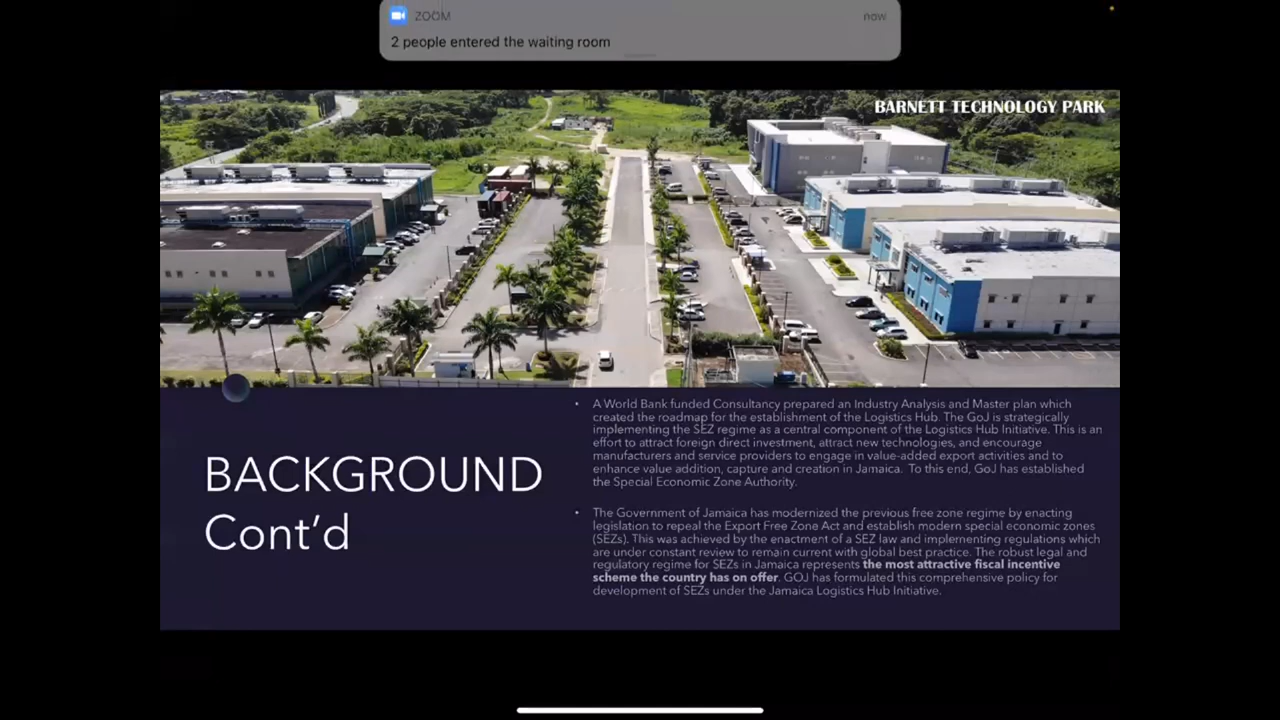 ZOOM
now
2 people entered the waiting room
BARNETT TECHNOLOGY PARK
BACKGROUND
Cont'd
• A World Bank funded Consultancy prepared an Industry Analysis and Master plan which
created the roadmap for the establishment of the Logistics Hub. The GoJ is strategically
implementing the SEZ regime as a central component of the Logistics Hub Initiative. This is an
effort to attract foreign direct investment, attract new technologies, and encourage
manufacturers and service providers to engage in value-added export activities and to
enhance value addition, capture and creation in Jamaica. To this end, GoJ has established
the Special Economic Zone Authority.
• The Government of Jamaica has modernized the previous free zone regime by enacting
legislation to repeal the Export Free Zone Act and establish modern special economic zones
(SEZs). This was achieved by the enactment of a SEZ law and implementing regulations which
are under constant review to remain current with global best practice. The robust legal and
regulatory regime for SEZs in Jamaica represents the most attractive fiscal incentive
scheme the country has on offer. GOJ has formulated this comprehensive policy for
development of SEZs under the Jamaica Logistics Hub Initiative.